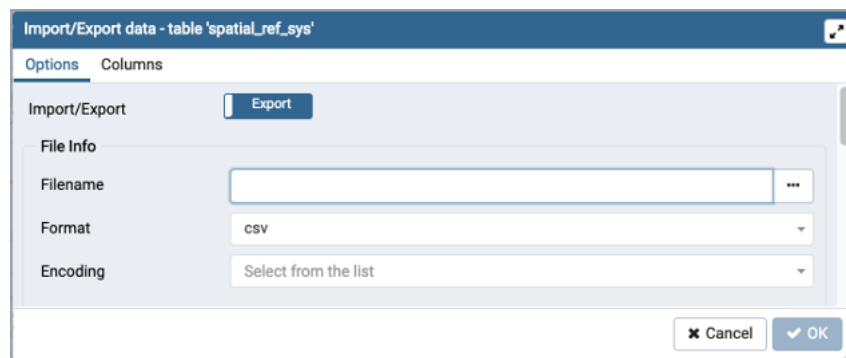 Import/Export data - table 'spatial_ref_sys'
Options Columns
Import/Export Export
File Info
Filename ...
Format csv
Encoding Select from the list
Cancel OK